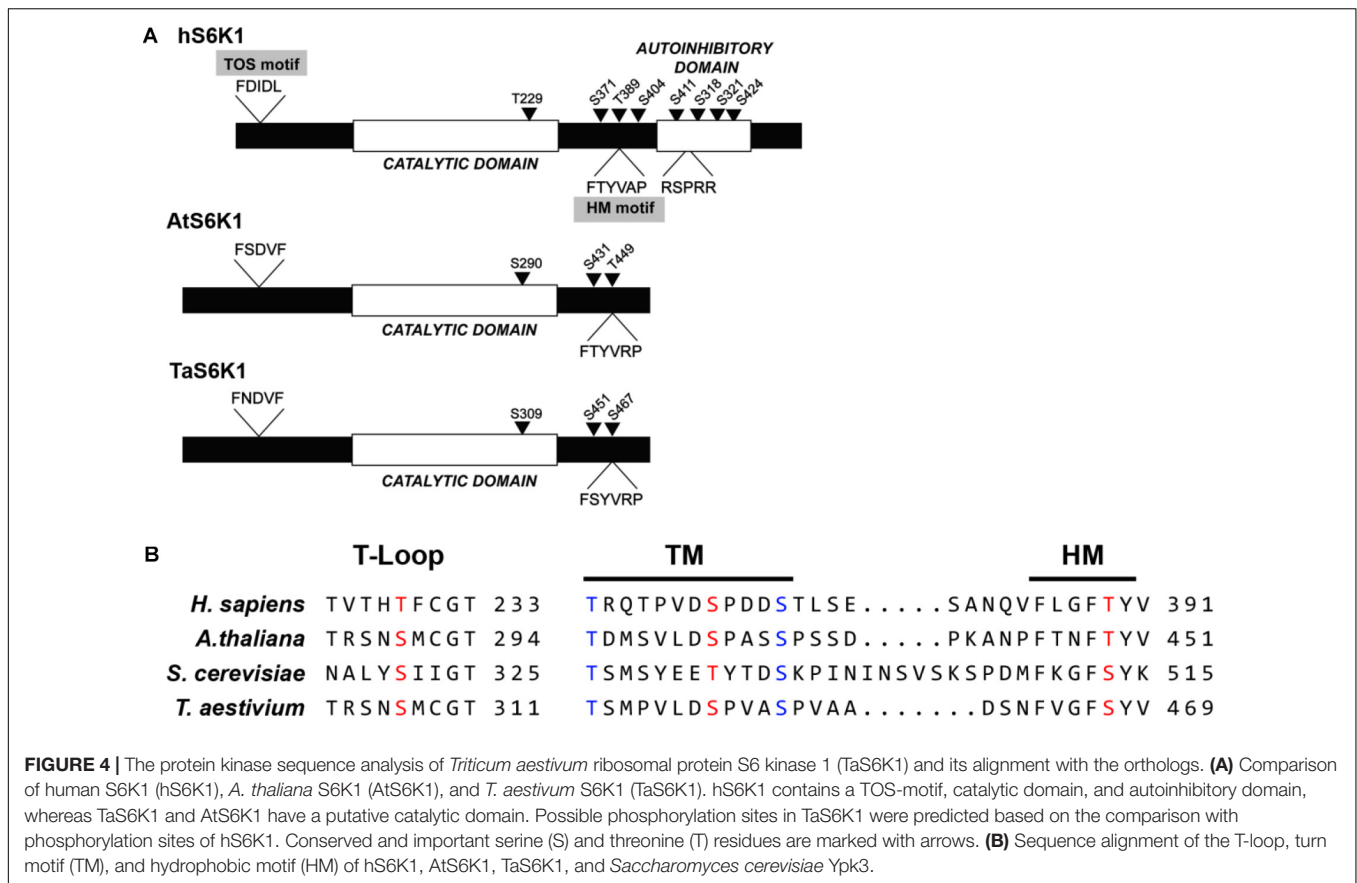 A
hS6K1
TOS motif
FDIDL
AUTOINHIBITORY
DOMAIN
T229
S371
T389
S404
S411
S318
S321
S424
CATALYTIC DOMAIN
FTYVAP
RSPRR
HM motif
AtS6K1
FSDVF
S290
S431
T449
CATALYTIC DOMAIN
FTYVRP
TaS6K1
FNDVF
S309
S451
S467
CATALYTIC DOMAIN
FSYVRP
B
T-Loop TM HM
H. sapiens TVTHTFCGT 233 TRQTPVDSPDDSTLSE.....SANQVFLGFTYV 391
A.thaliana TRSNSMCGT 294 TDMSVLDSPASSPSSD.....PKANPFTNFTYV 451
S. cerevisiae NALYSIIGT 325 TSMSYEETYTDSKPININSVSKSPDMFKGFSYK 515
T. aestivium TRSNSMCGT 311 TSMPVLDSPVASPVAA.......DSNFVGFSYV 469
FIGURE 4 | The protein kinase sequence analysis of Triticum aestivum ribosomal protein S6 kinase 1 (TaS6K1) and its alignment with the orthologs. (A) Comparison
of human S6K1 (hS6K1), A. thaliana S6K1 (AtS6K1), and T. aestivum S6K1 (TaS6K1). hS6K1 contains a TOS-motif, catalytic domain, and autoinhibitory domain,
whereas TaS6K1 and AtS6K1 have a putative catalytic domain. Possible phosphorylation sites in TaS6K1 were predicted based on the comparison with
phosphorylation sites of hS6K1. Conserved and important serine (S) and threonine (T) residues are marked with arrows. (B) Sequence alignment of the T-loop, turn
motif (TM), and hydrophobic motif (HM) of hS6K1, AtS6K1, TaS6K1, and Saccharomyces cerevisiae Ypk3.